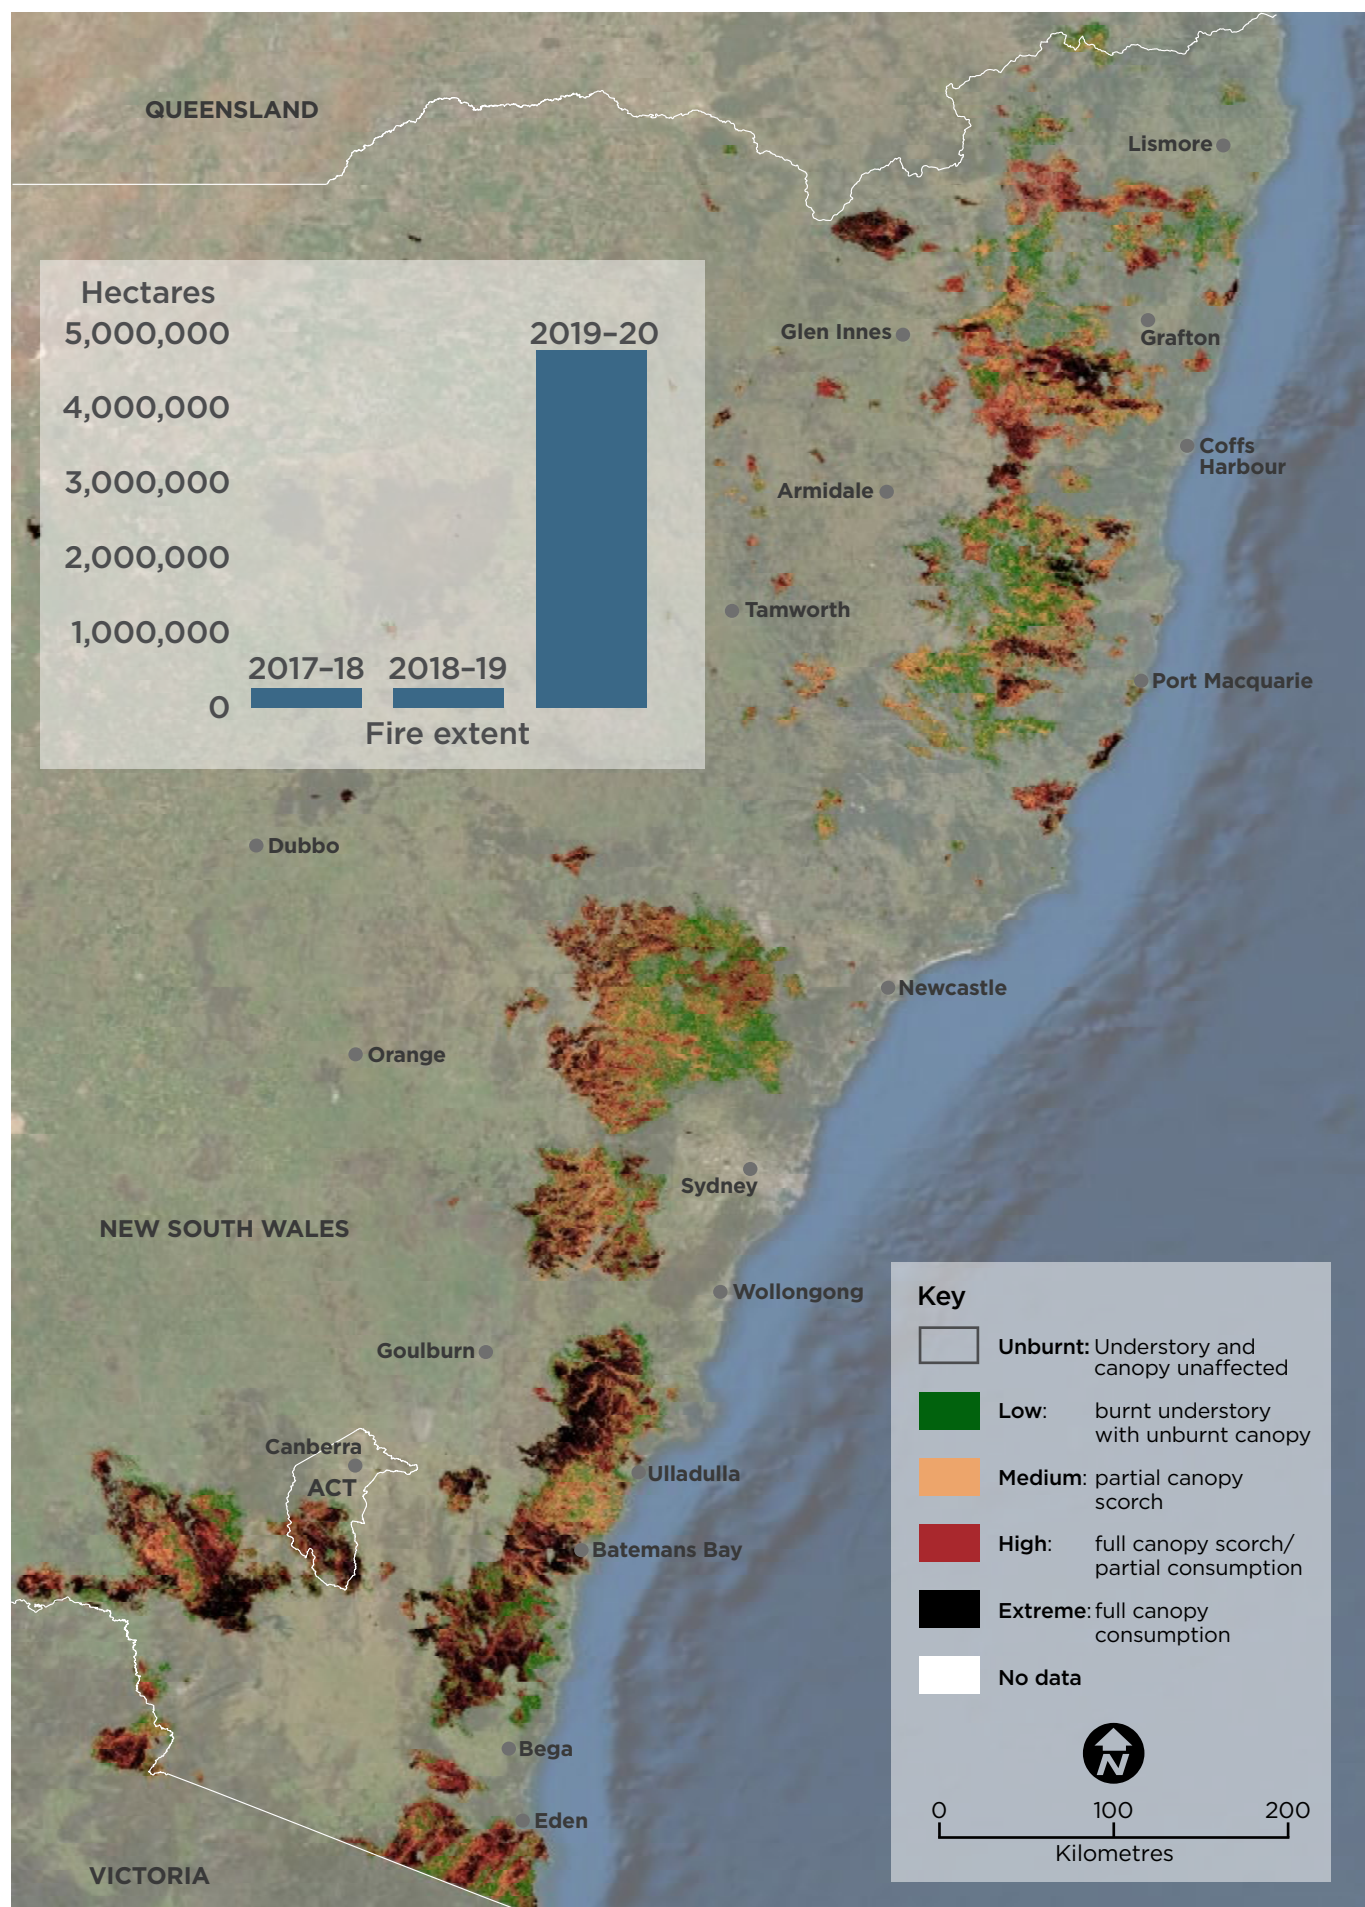 QUEENSLAND
Lismore
Hectares
5,000,000
4,000,000
3,000,000
2,000,000
1,000,000
0
2017–18
2018–19
2019–20
Fire extent
Glen Innes
Grafton
Coffs
Harbour
Armidale
Tamworth
Port Macquarie
Dubbo
Newcastle
Orange
Sydney
NEW SOUTH WALES
Wollongong
Goulburn
Canberra
ACT
Ulladulla
Batemans Bay
Bega
Eden
VICTORIA
Key
Unburnt: Understory and
canopy unaffected
Low: burnt understory
with unburnt canopy
Medium: partial canopy
scorch
High: full canopy scorch/
partial consumption
Extreme: full canopy
consumption
No data
N
0 100 200
Kilometres